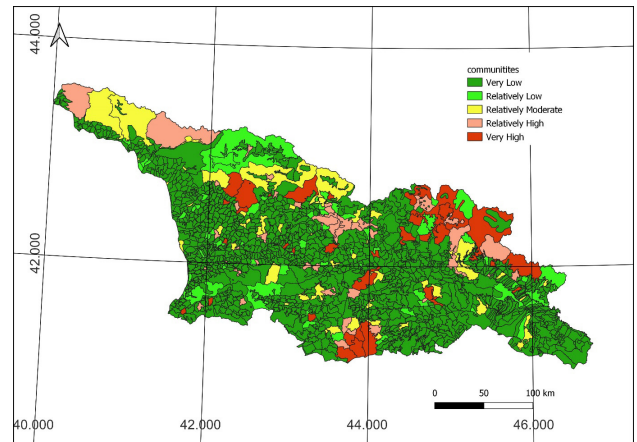 44.000
communitites
Very Low
Relatively Low
Relatively Moderate
Relatively High
Very High
42.000
0 50 100 km
40.000 42.000 44.000 46.000